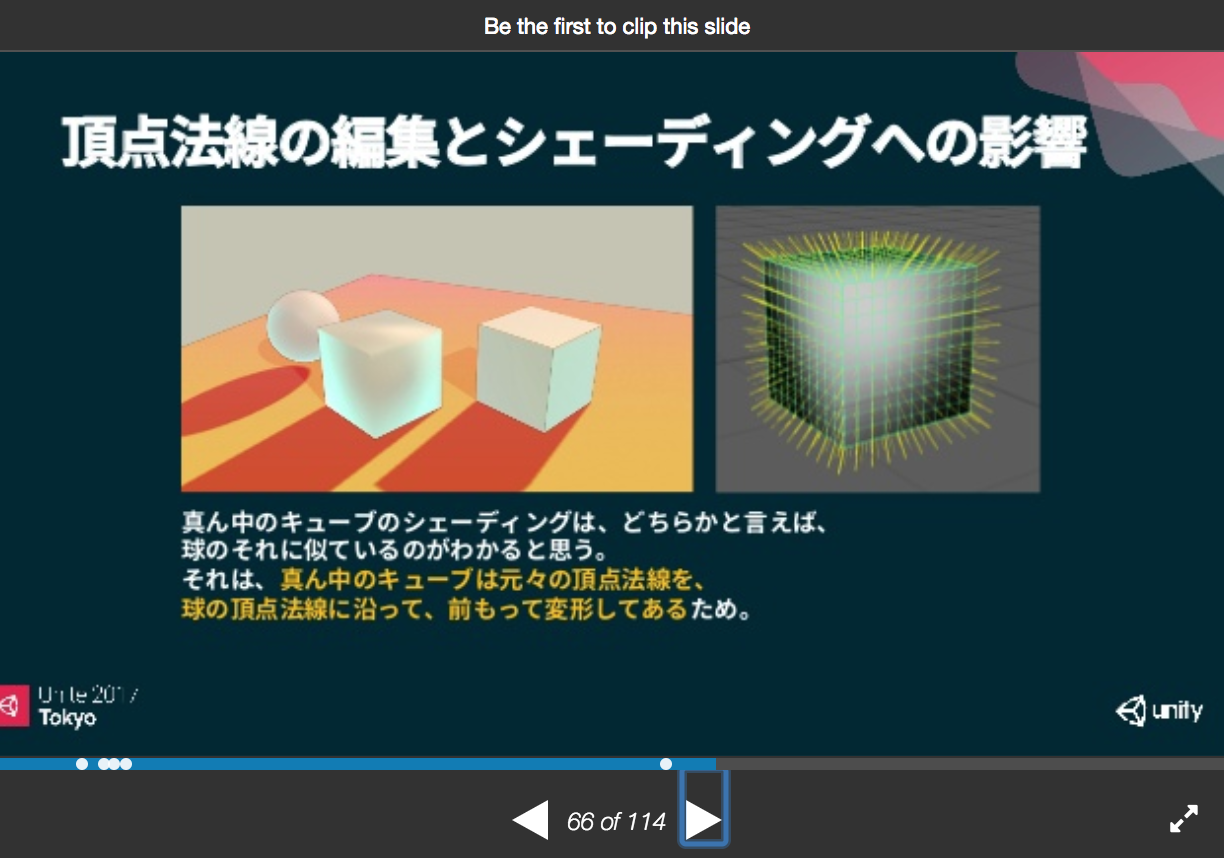 Be the first to clip this slide
頂点法線の編集とシェーディングへの影響
真ん中のキューブのシェーディングは、どちらかと言えば、
球のそれに似ているのがわかると思う。
それは、真ん中のキューブは元々の頂点法線を、
球の頂点法線に沿って、前もって変形してあるため。
Unite 2017
Tokyo
unity
66 of 114